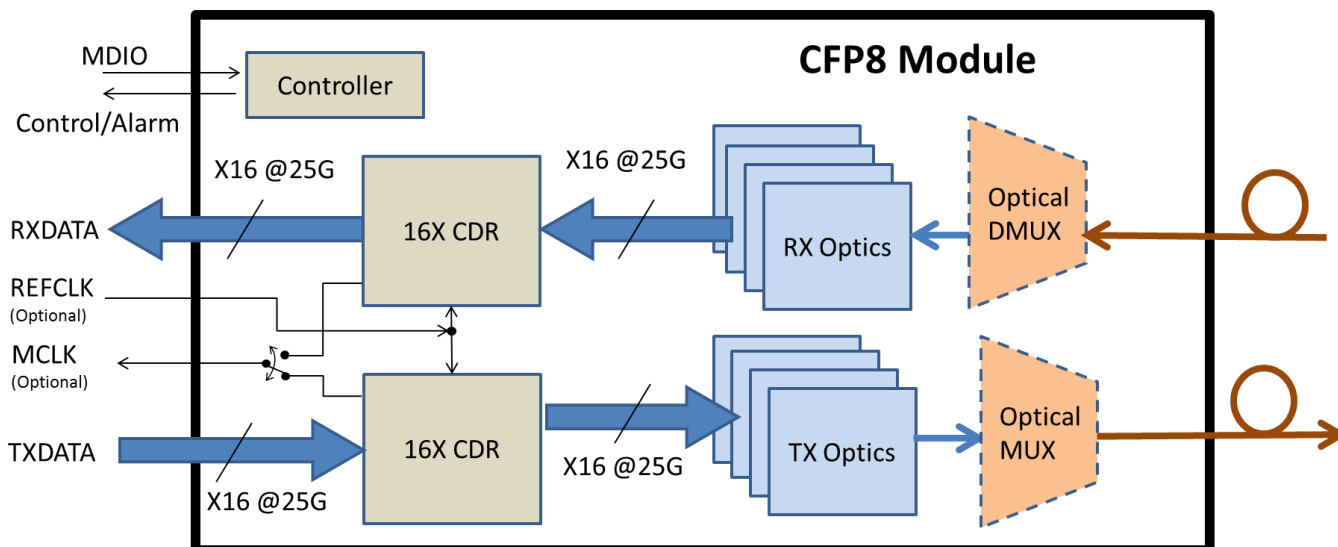 CFP8 Module
MDIO
Controller
Control/Alarm
X16 @25G
X16 @25G
Optical
DMUX
RXDATA
16X CDR
RX Optics
REFCLK
(Optional)
MCLK
(Optional)
TXDATA
16X CDR
X16 @25G
X16 @25G
TX Optics
Optical
MUX